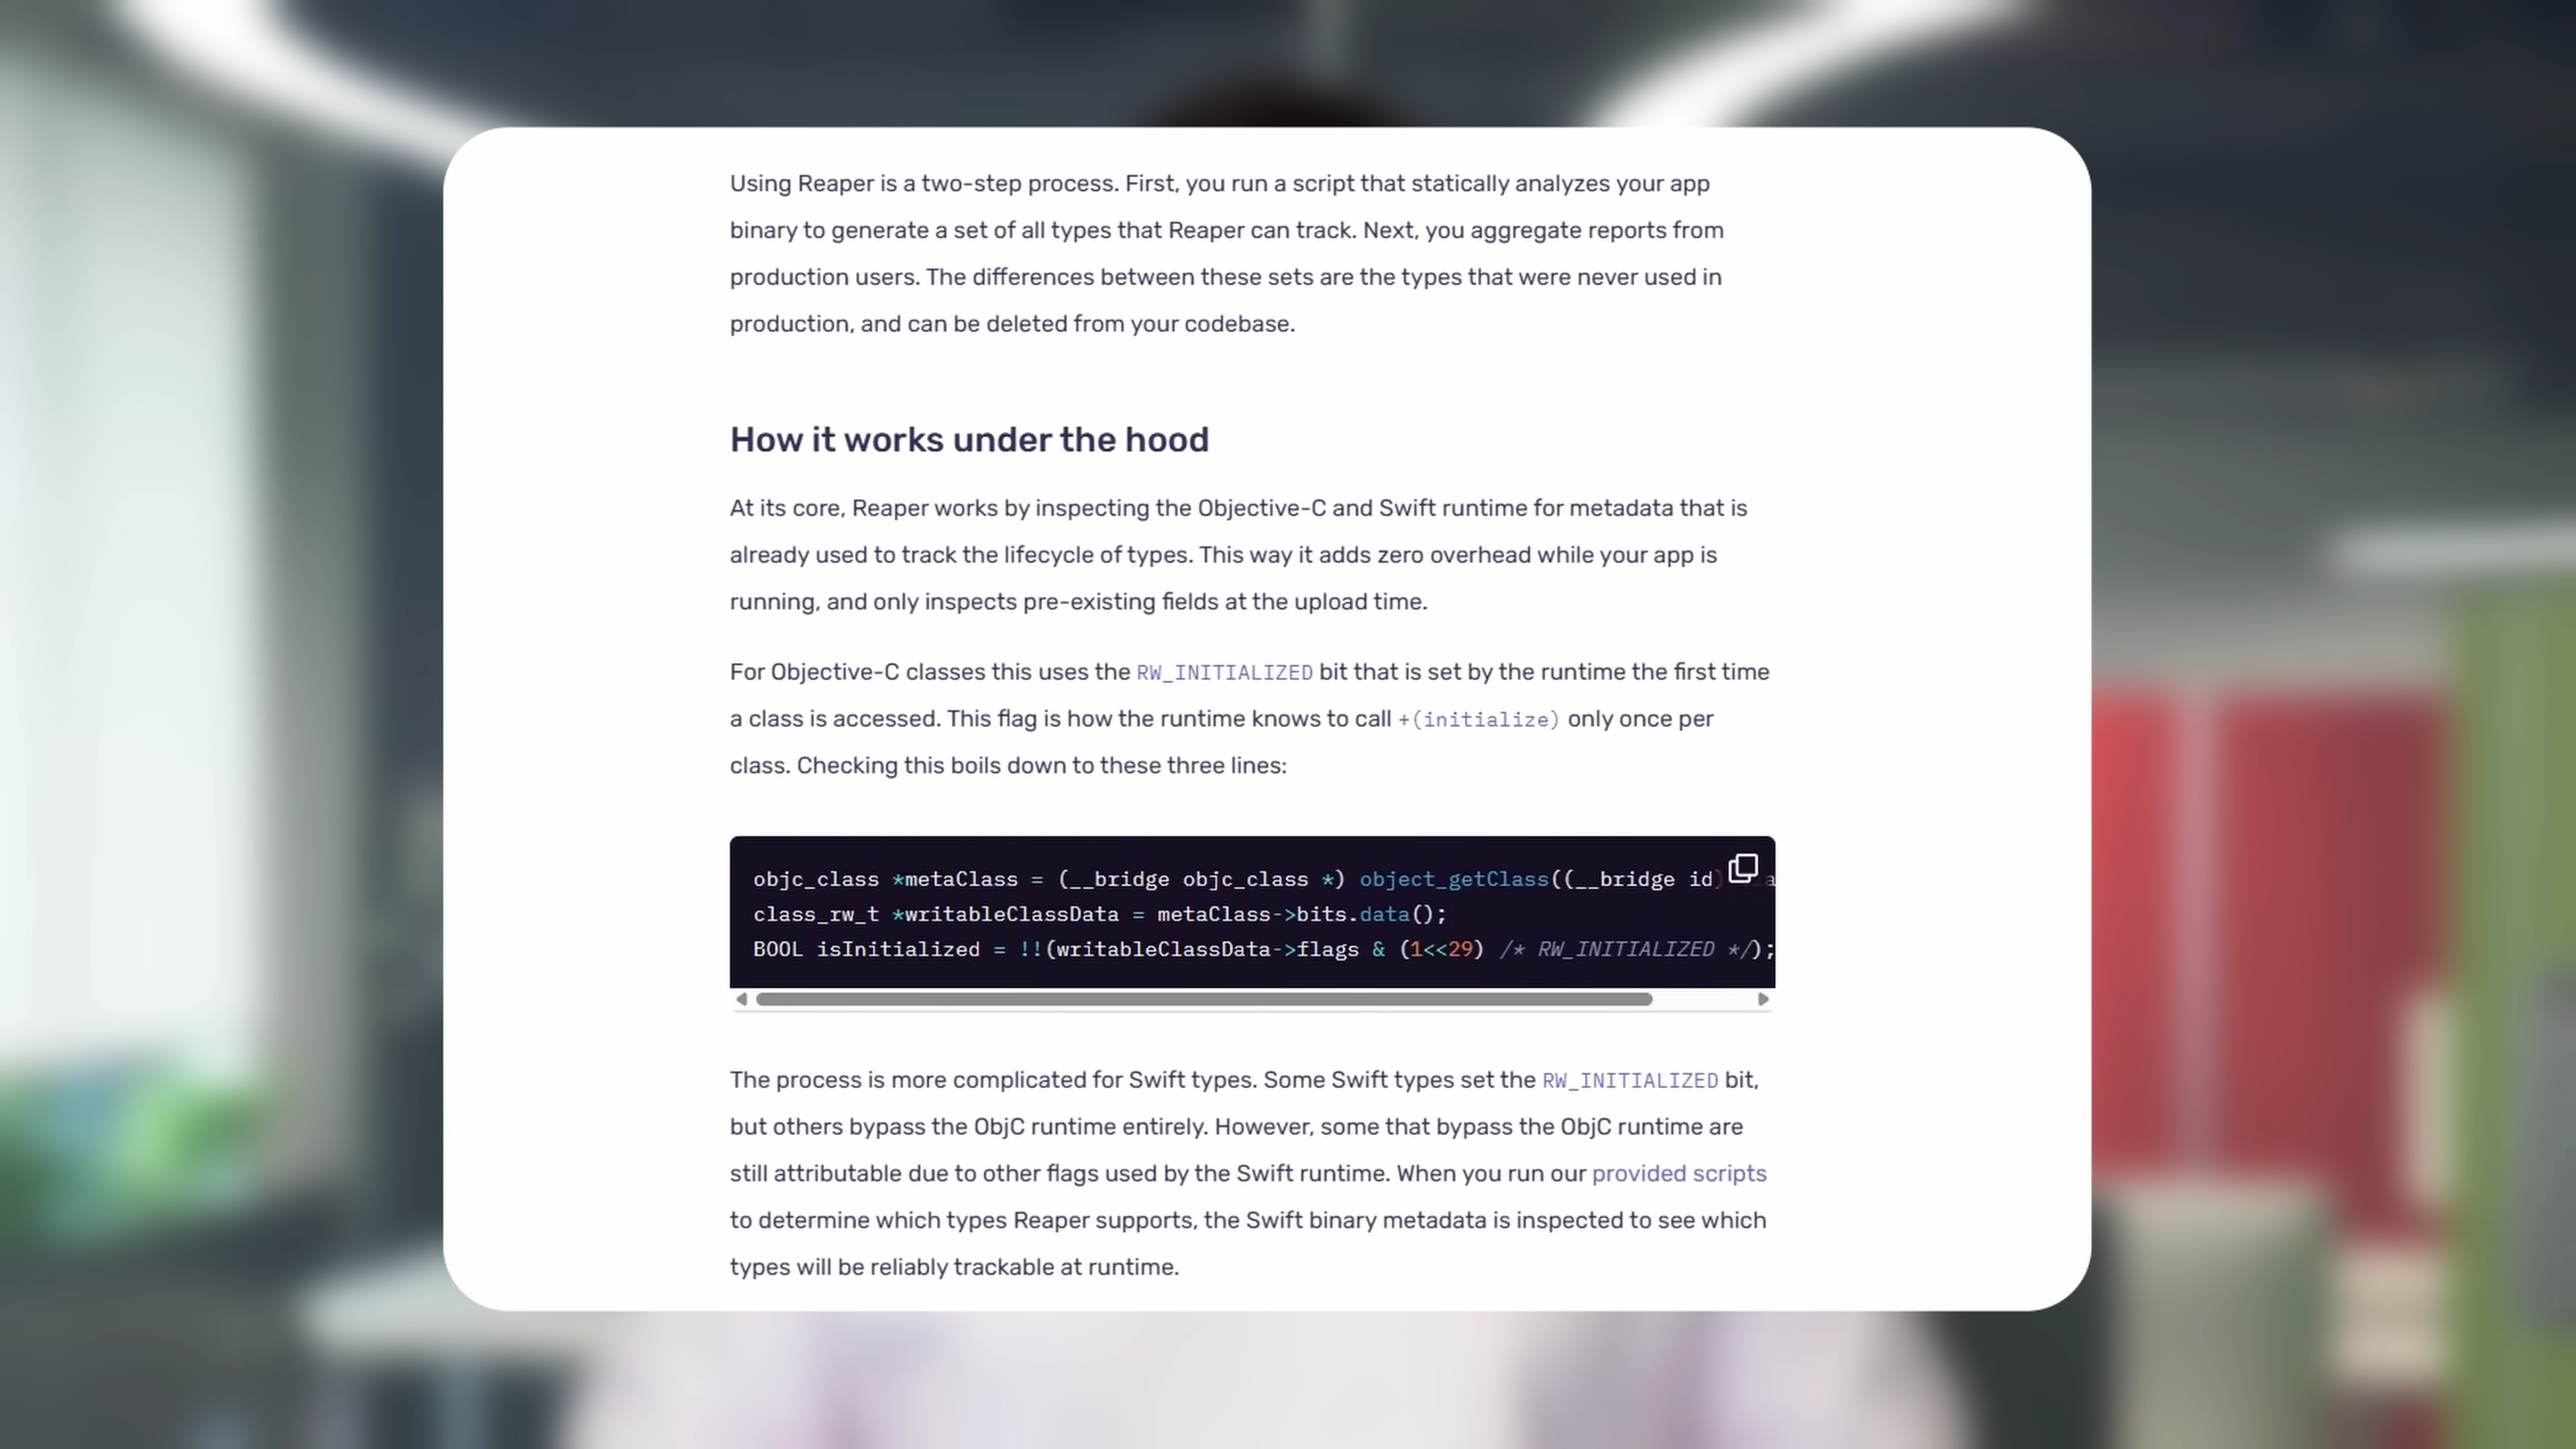 Using Reaper is a two-step process. First, you run a script that statically analyzes your app
binary to generate a set of all types that Reaper can track. Next, you aggregate reports from
production users. The differences between these sets are the types that were never used in
production, and can be deleted from your codebase.
How it works under the hood
At its core, Reaper works by inspecting the Objective-C and Swift runtime for metadata that is
already used to track the lifecycle of types. This way it adds zero overhead while your app is
running, and only inspects pre-existing fields at the upload time.
For Objective-C classes this uses the RW_INITIALIZED bit that is set by the runtime the first time
a class is accessed. This flag is how the runtime knows to call +(initialize) only once per
class. Checking this boils down to these three lines:
objc_class *metaClass = (__bridge objc_class *) object_getClass((__bridge id)
class_rw_t *writableClassData = metaClass->bits.data();
BOOL isInitialized = !!(writableClassData->flags & (1<<29) /* RW_INITIALIZED */);
The process is more complicated for Swift types. Some Swift types set the RW_INITIALIZED bit,
but others bypass the ObjC runtime entirely. However, some that bypass the ObjC runtime are
still attributable due to other flags used by the Swift runtime. When you run our provided scripts
to determine which types Reaper supports, the Swift binary metadata is inspected to see which
types will be reliably trackable at runtime.